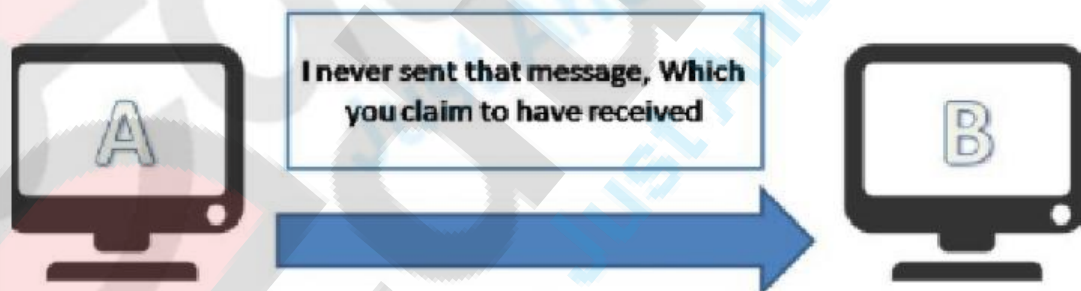 I never sent that message, Which
you claim to have received
A
B